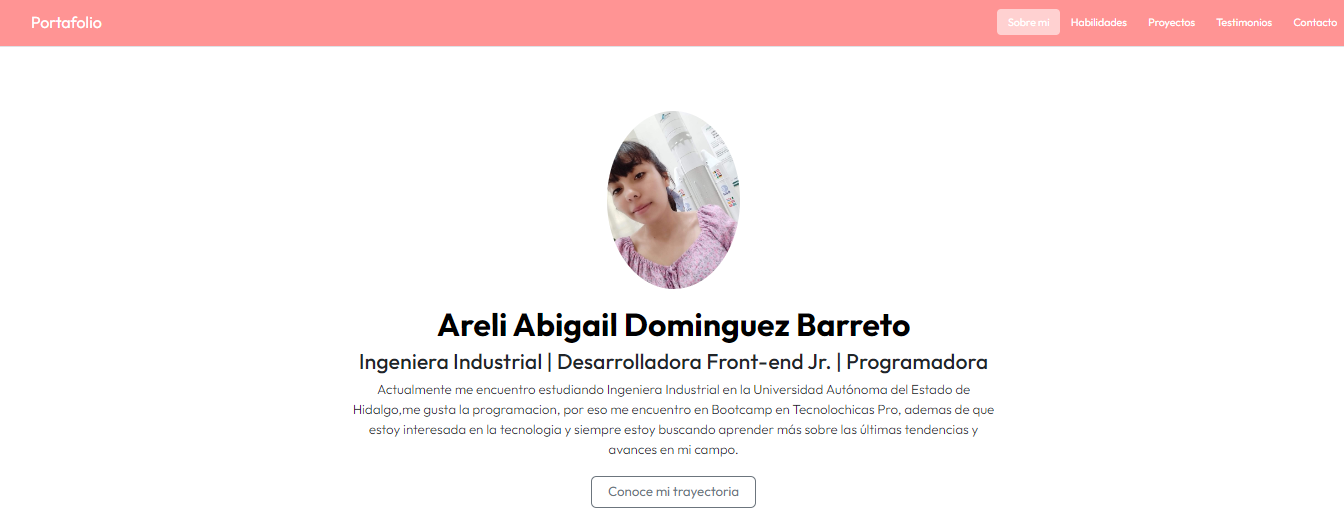 Portafolio
Sobre mi
Habilidades
Proyectos
Testimonios
Contacto
Areli Abigail Dominguez Barreto
Ingeniera Industrial | Desarrolladora Front-end Jr. | Programadora
Actualmente me encuentro estudiando Ingeniera Industrial en la Universidad Autónoma del Estado de
Hidalgo,me gusta la programacion, por eso me encuentro en Bootcamp en Tecnolochicas Pro, ademas de que
estoy interesada en la tecnologia y siempre estoy buscando aprender más sobre las últimas tendencias y
avances en mi campo.
Conoce mi trayectoria